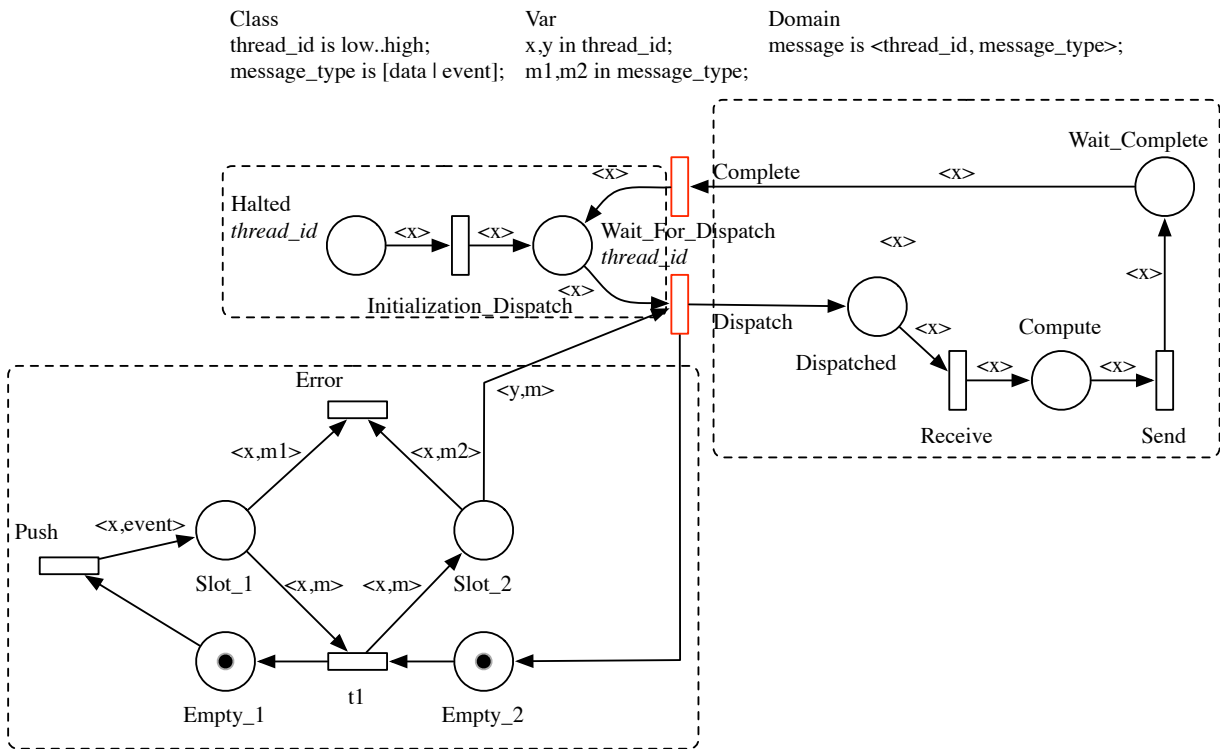 Class
thread_id is low..high;
message_type is [data | event];
Var
x,y in thread_id;
m1,m2 in message_type;
Domain
message is <thread_id, message_type>;
Wait_Complete
<x>
Complete
<x>
Halted
thread_id
<x>
<x>
Wait_For_Dispatch
thread_id
<x>
<x>
<x>
Initialization_Dispatch
Dispatch
<x>
Compute
Dispatched
<x>
<x>
Receive
Send
Error
<y,m>
<x,m1>
<x,m2>
Push
<x,event>
Slot_1
<x,m>
<x,m>
Slot_2
t1
Empty_1
Empty_2